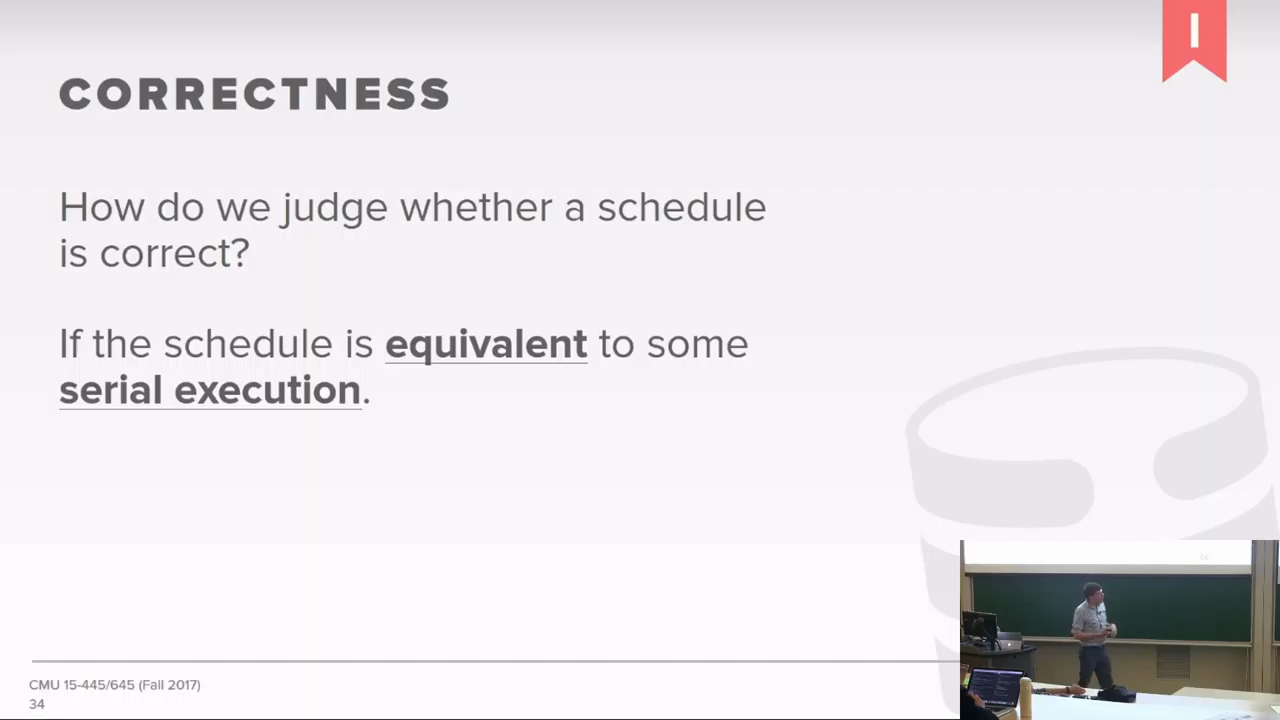 I
CORRECTNESS
How do we judge whether a schedule
is correct?
If the schedule is equivalent to some
serial execution.
CMU 15-445/645 (Fall 2017)
34